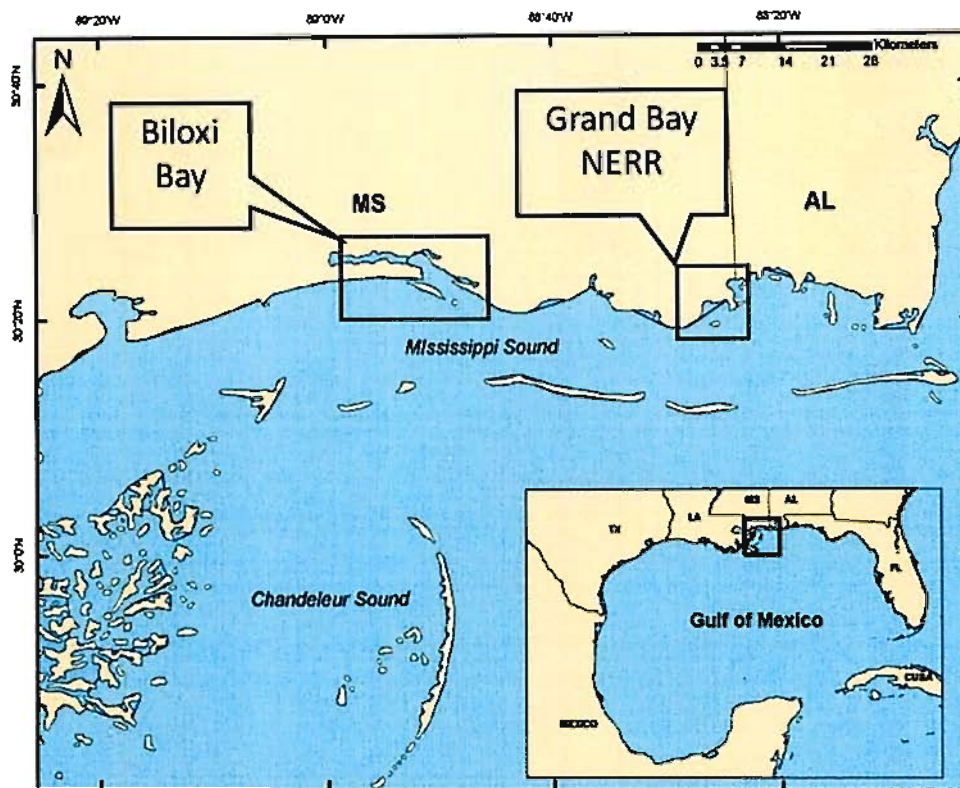 89°20'W
89°0'W
88°40'W
88°20'W
Kilometers
0 3.5 7 14 21 28
30°40'N
N
Biloxi
Bay
Grand Bay
NERR
MS
AL
30°20'N
Mississippi Sound
30°0'N
Chandeleur Sound
MS
AL
LA
TX
FL
Gulf of Mexico
CUBA
MEXICO